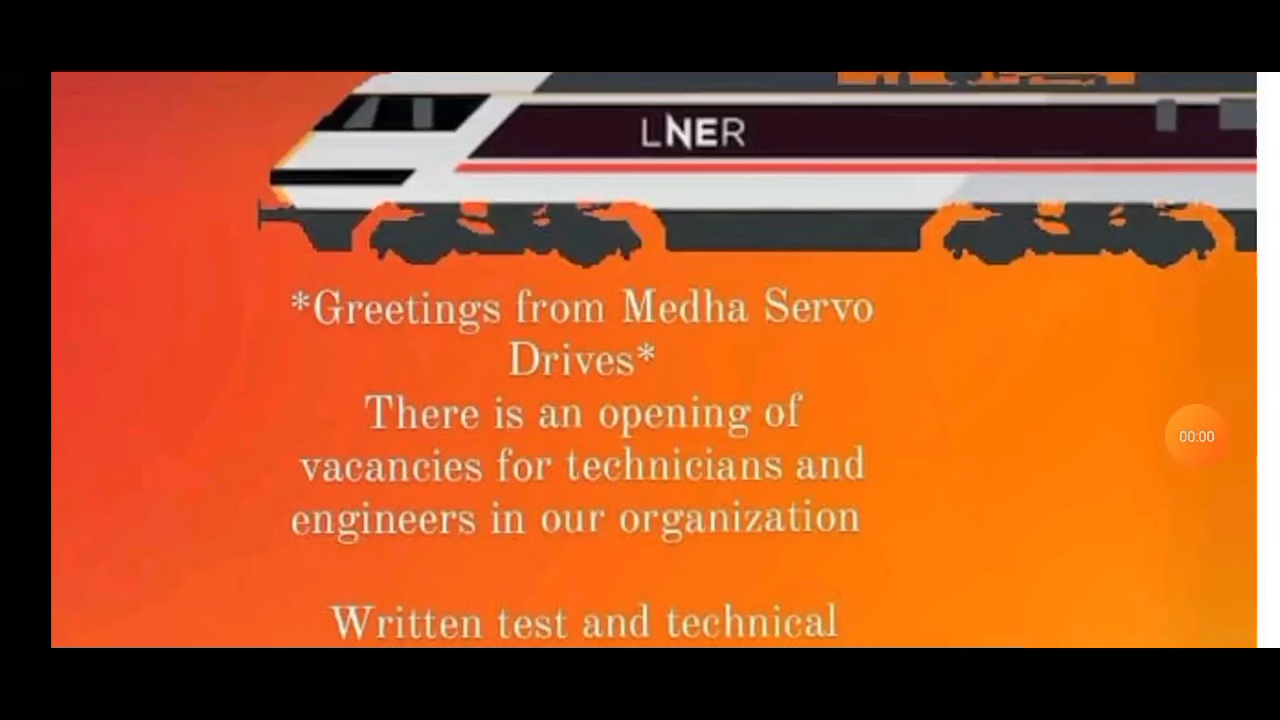 LNER
*Greetings from Medha Servo
Drives*
There is an opening of
vacancies for technicians and
engineers in our organization
00:00
Written test and technical